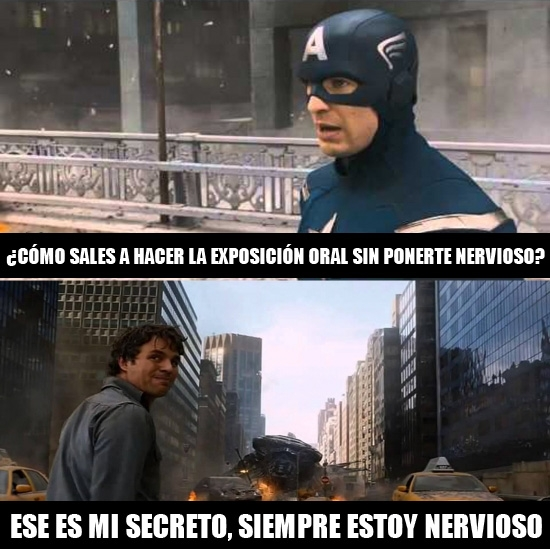 A
¿CÓMO SALES A HACER LA EXPOSICIÓN ORAL SIN PONERTE NERVIOSO?
ESE ES MI SECRETO, SIEMPRE ESTOY NERVIOSO